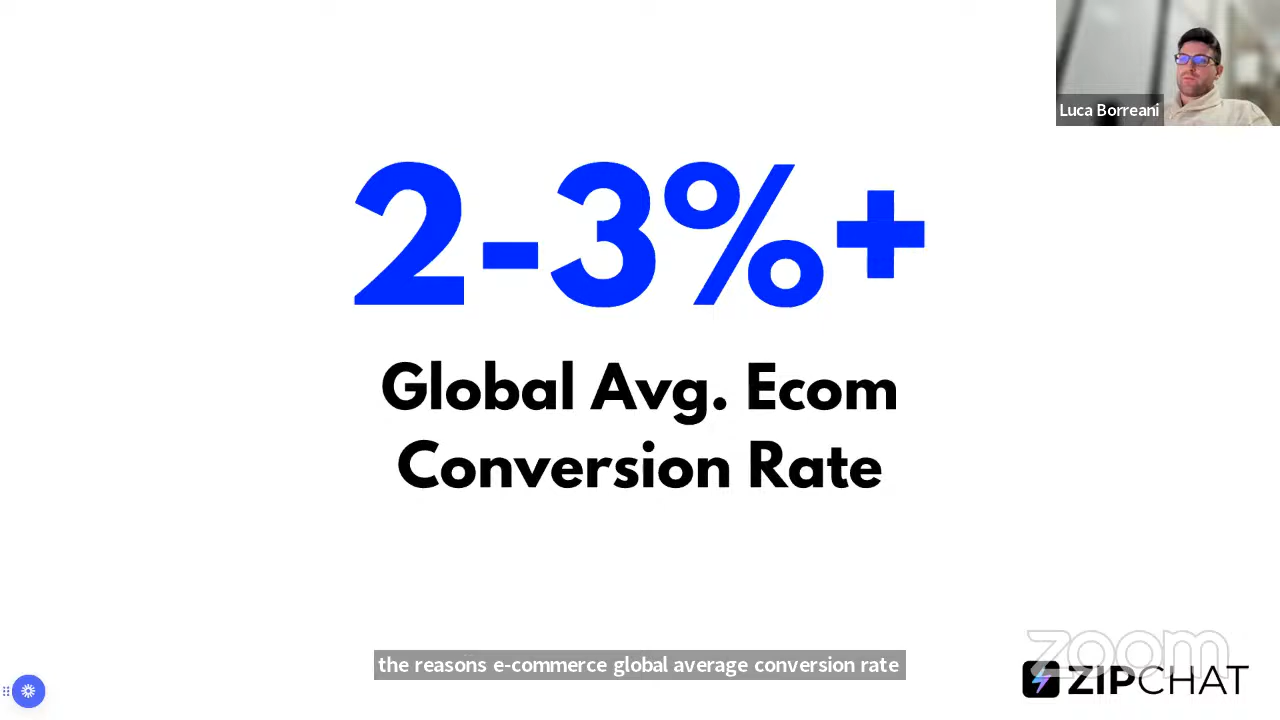 Luca Borreani
2-3%+
Global Avg. Ecom
Conversion Rate
the reasons e-commerce global average conversion rate
zoom
ZIPCHAT